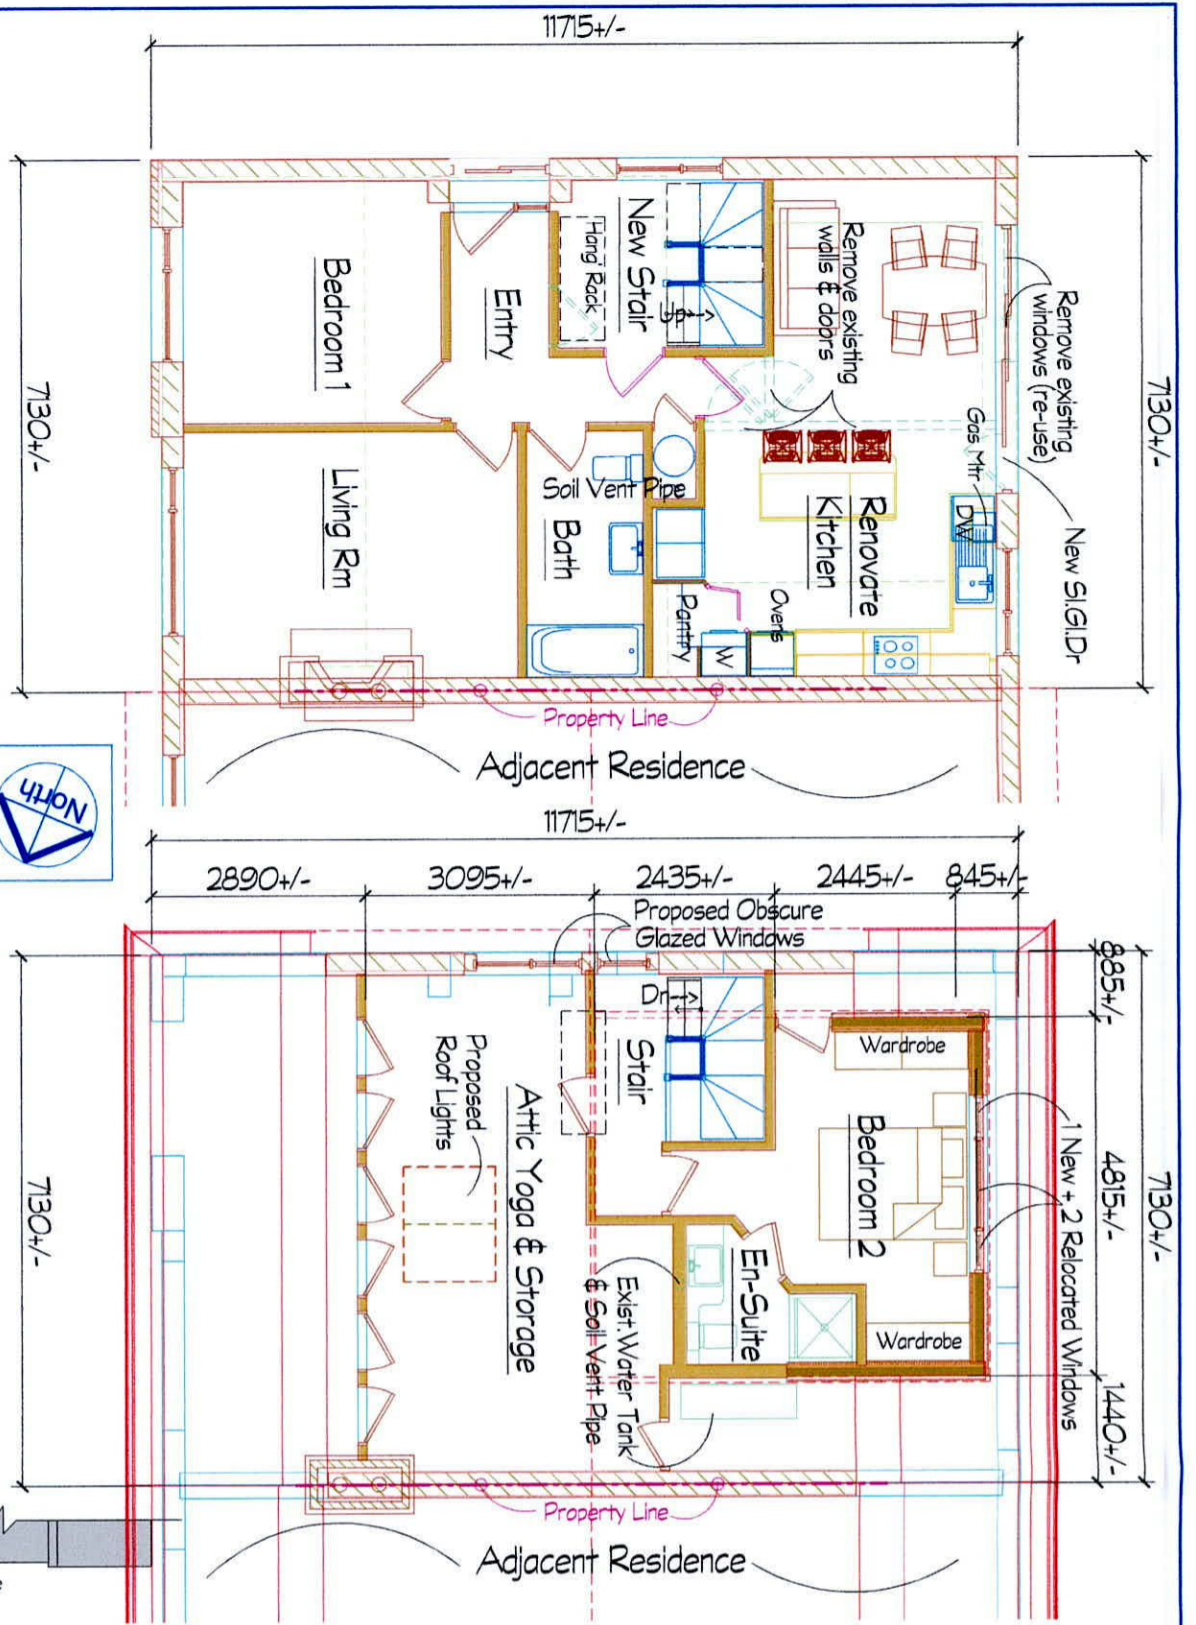 11715+/-
7130+/-
7130+/-
Remove existing
windows (re-use)
New Sl.Gl.Dr
Gas Mtr
DW
Remove existing
walls & doors
Renovate
Kitchen
Ovens
W
Pantry
New Stair
Up
Hang Rack
Entry
Soil Vent Pipe
Bath
Bedroom 1
Living Rm
Property Line
Adjacent Residence
North
11715+/-
2890+/-
3095+/-
2435+/-
2445+/-
845+/-
Proposed Obscure
Glazed Windows
885+/-
4815+/-
1440+/-
7130+/-
7130+/-
1 New + 2 Relocated Windows
Wardrobe
Bedroom 2
Wardrobe
Dn
Stair
En-Suite
Proposed
Roof Lights
Attic Yoga & Storage
Exist.Water Tank
& Soil Vent Pipe
Property Line
Adjacent Residence